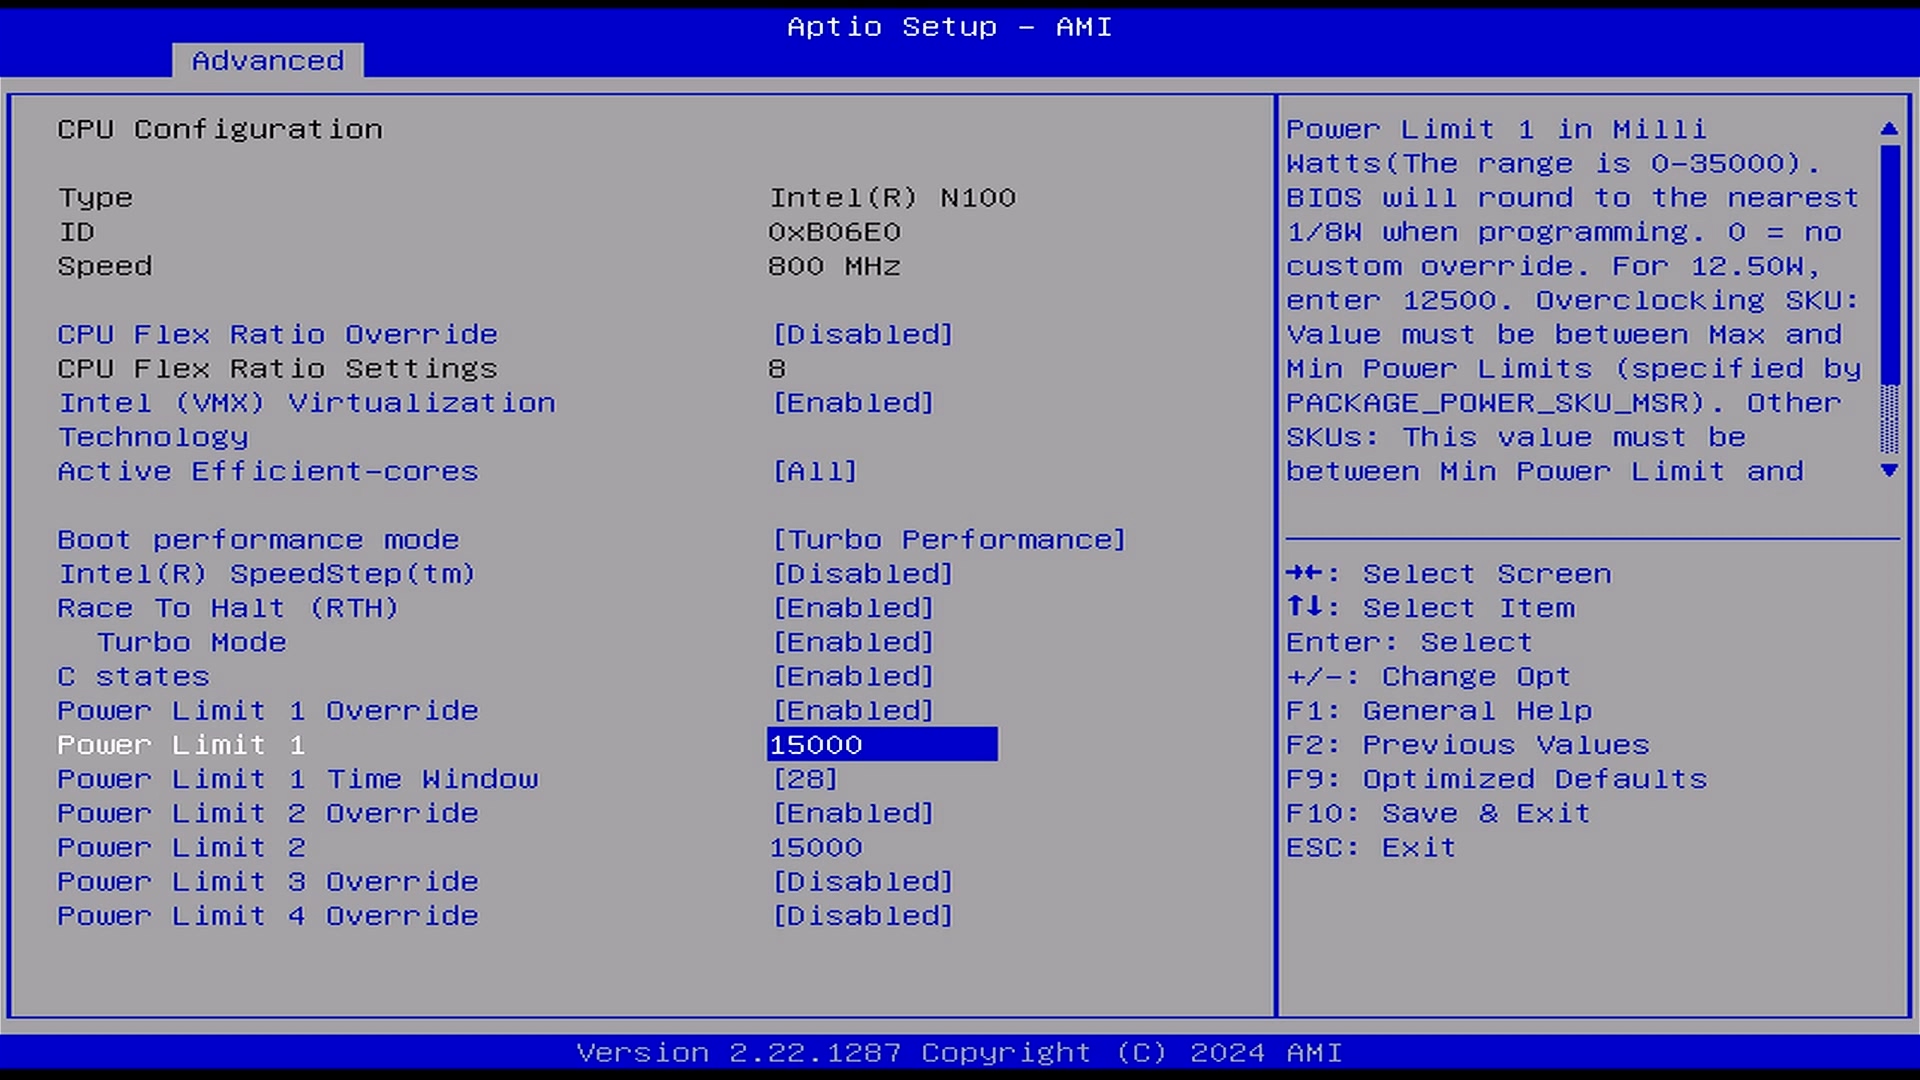 Aptio Setup – AMI
Advanced
CPU Configuration
Type Intel(R) N100
ID 0xB06E0
Speed 800 MHz
CPU Flex Ratio Override [Disabled]
CPU Flex Ratio Settings 8
Intel (VMX) Virtualization [Enabled]
Technology
Active Efficient-cores [All]
Boot performance mode [Turbo Performance]
Intel(R) SpeedStep(tm) [Disabled]
Race To Halt (RTH) [Enabled]
Turbo Mode [Enabled]
C states [Enabled]
Power Limit 1 Override [Enabled]
Power Limit 1 15000
Power Limit 1 Time Window [28]
Power Limit 2 Override [Enabled]
Power Limit 2 15000
Power Limit 3 Override [Disabled]
Power Limit 4 Override [Disabled]
Power Limit 1 in Milli
Watts(The range is 0-35000).
BIOS will round to the nearest
1/8W when programming. 0 = no
custom override. For 12.50W,
enter 12500. Overclocking SKU:
Value must be between Max and
Min Power Limits (specified by
PACKAGE_POWER_SKU_MSR). Other
SKUs: This value must be
between Min Power Limit and
→←: Select Screen
↑↓: Select Item
Enter: Select
+/-: Change Opt
F1: General Help
F2: Previous Values
F9: Optimized Defaults
F10: Save & Exit
ESC: Exit
Version 2.22.1287 Copyright (C) 2024 AMI